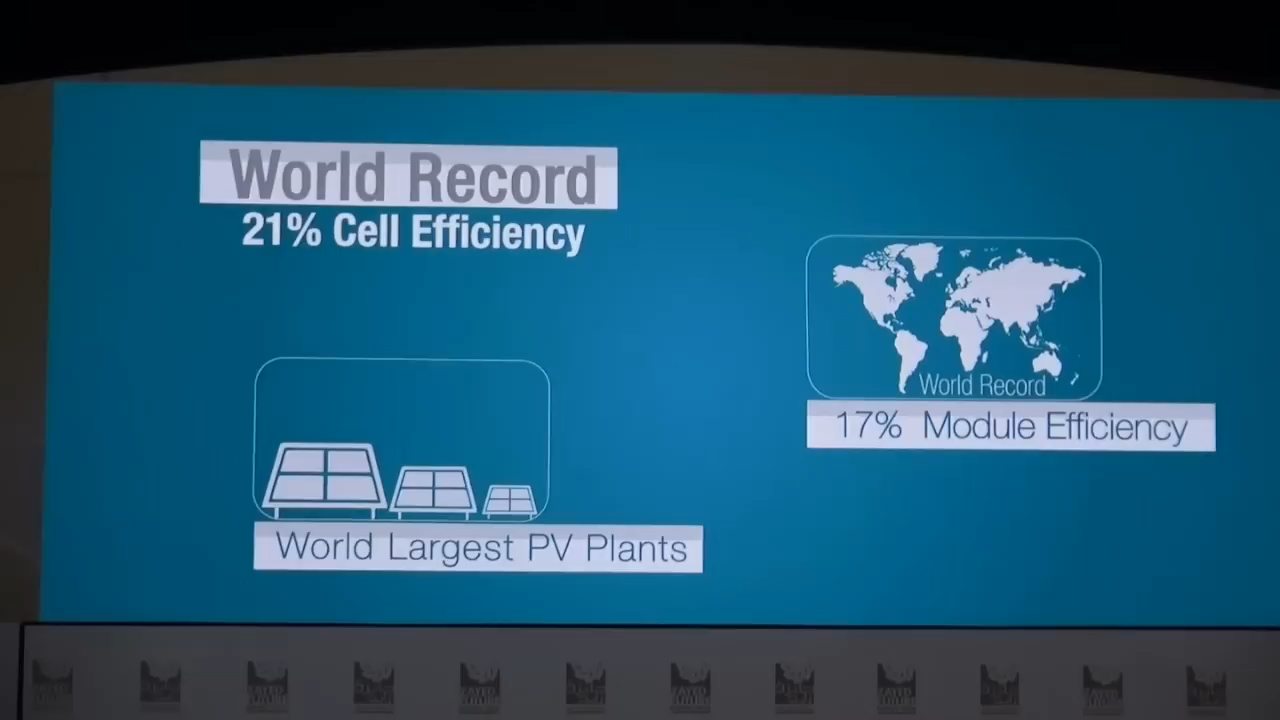 World Record
21% Cell Efficiency
World Record
17% Module Efficiency
World Largest PV Plants